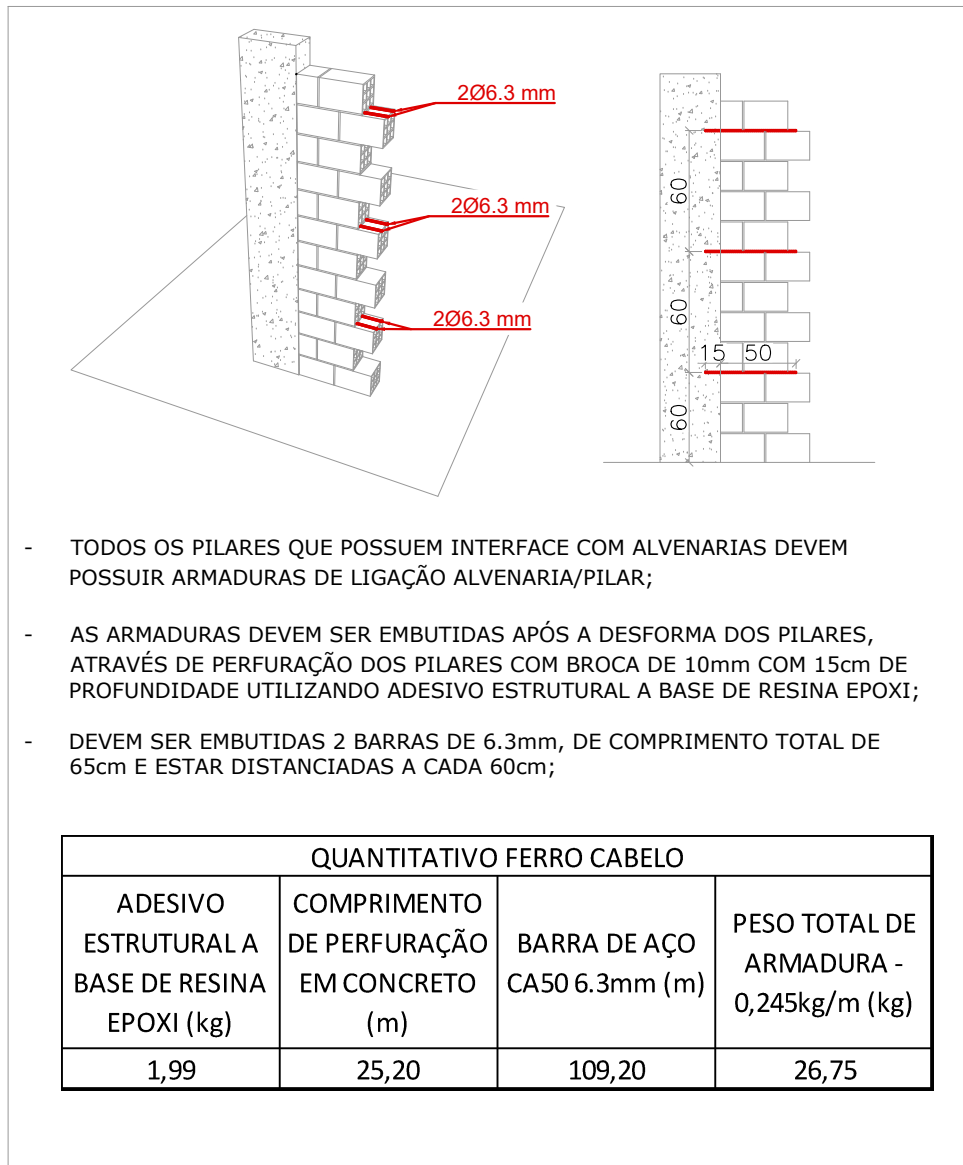 2Ø6.3 mm
2Ø6.3 mm
2Ø6.3 mm
60
60
15 50
60
- TODOS OS PILARES QUE POSSUEM INTERFACE COM ALVENARIAS DEVEM
POSSUIR ARMADURAS DE LIGAÇÃO ALVENARIA/PILAR;
- AS ARMADURAS DEVEM SER EMBUTIDAS APÓS A DESFORMA DOS PILARES,
ATRAVÉS DE PERFURAÇÃO DOS PILARES COM BROCA DE 10mm COM 15cm DE
PROFUNDIDADE UTILIZANDO ADESIVO ESTRUTURAL A BASE DE RESINA EPOXI;
- DEVEM SER EMBUTIDAS 2 BARRAS DE 6.3mm, DE COMPRIMENTO TOTAL DE
65cm E ESTAR DISTANCIADAS A CADA 60cm;
QUANTITATIVO FERRO CABELO
ADESIVO
ESTRUTURAL A
BASE DE RESINA
EPOXI (kg)
COMPRIMENTO
DE PERFURAÇÃO
EM CONCRETO
(m)
BARRA DE AÇO
CA50 6.3mm (m)
PESO TOTAL DE
ARMADURA -
0,245kg/m (kg)
1,99 25,20 109,20 26,75